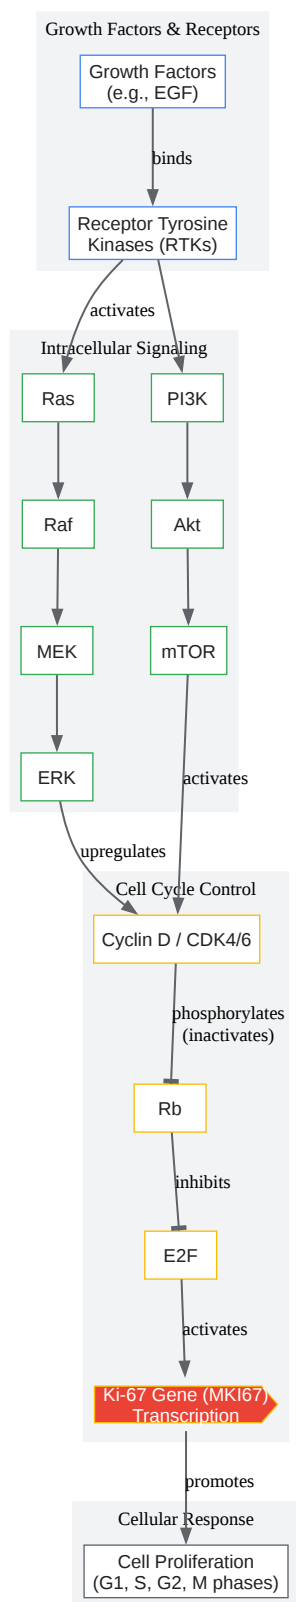 Growth Factors & Receptors
Growth Factors
(e.g., EGF)
binds
Receptor Tyrosine
Kinases (RTKs)
activates
Intracellular Signaling
Ras
PI3K
Raf
Akt
MEK
mTOR
ERK
activates
upregulates
Cell Cycle Control
Cyclin D / CDK4/6
phosphorylates
(inactivates)
Rb
inhibits
E2F
activates
Ki-67 Gene (MKI67)
Transcription
promotes
Cellular Response
Cell Proliferation
(G1, S, G2, M phases)